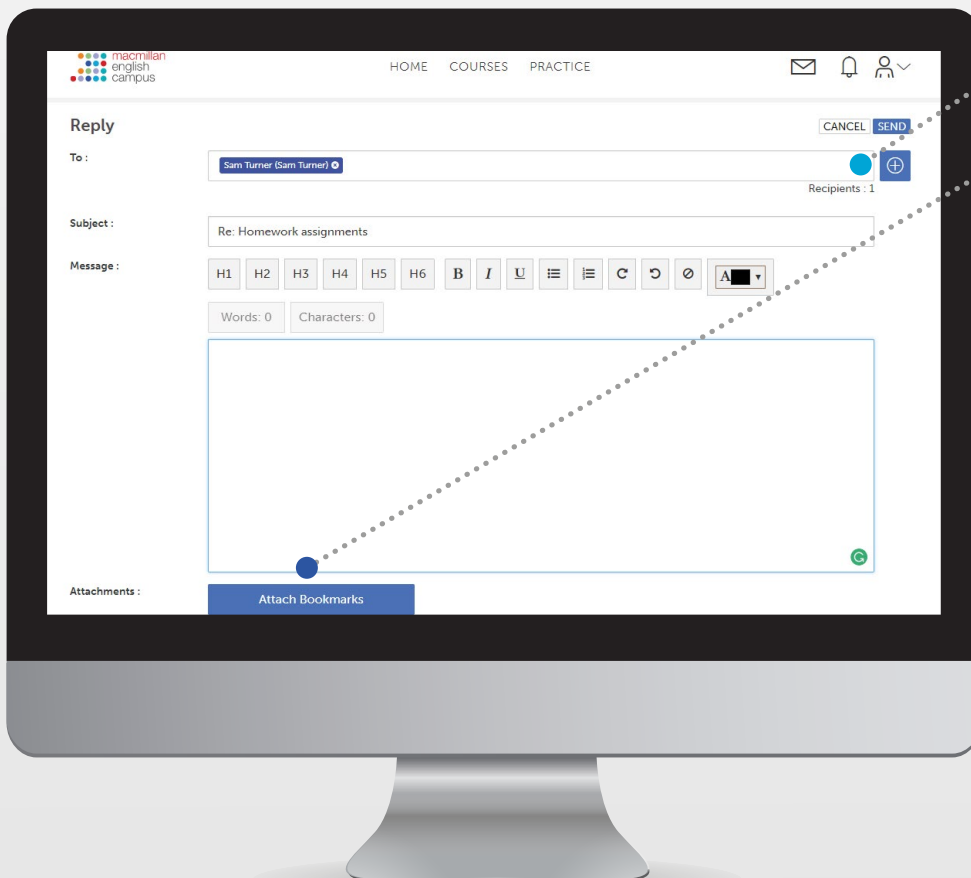 macmillan
english
campus
HOME COURSES PRACTICE
Reply
CANCEL SEND
To :
Sam Turner (Sam Turner)
Recipients : 1
Subject :
Re: Homework assignments
Message :
H1 H2 H3 H4 H5 H6 B I U A
Words: 0 Characters: 0
Attachments :
Attach Bookmarks